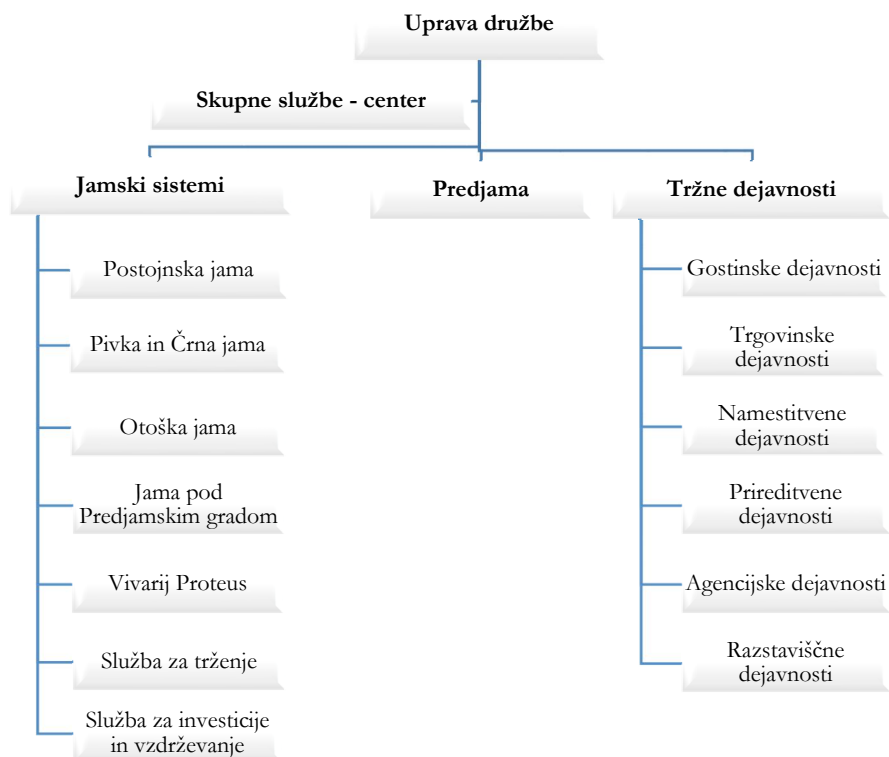 Uprava družbe
Skupne službe - center
Jamski sistemi
Postojnska jama
Pivka in Črna jama
Otoška jama
Jama pod
Predjamskim gradom
Vivarij Proteus
Služba za trženje
Služba za investicije
in vzdrževanje
Predjama
Tržne dejavnosti
Gostinske dejavnosti
Trgovinske
dejavnosti
Namestitvene
dejavnosti
Prireditvene
dejavnosti
Agencijske dejavnosti
Razstaviščne
dejavnosti